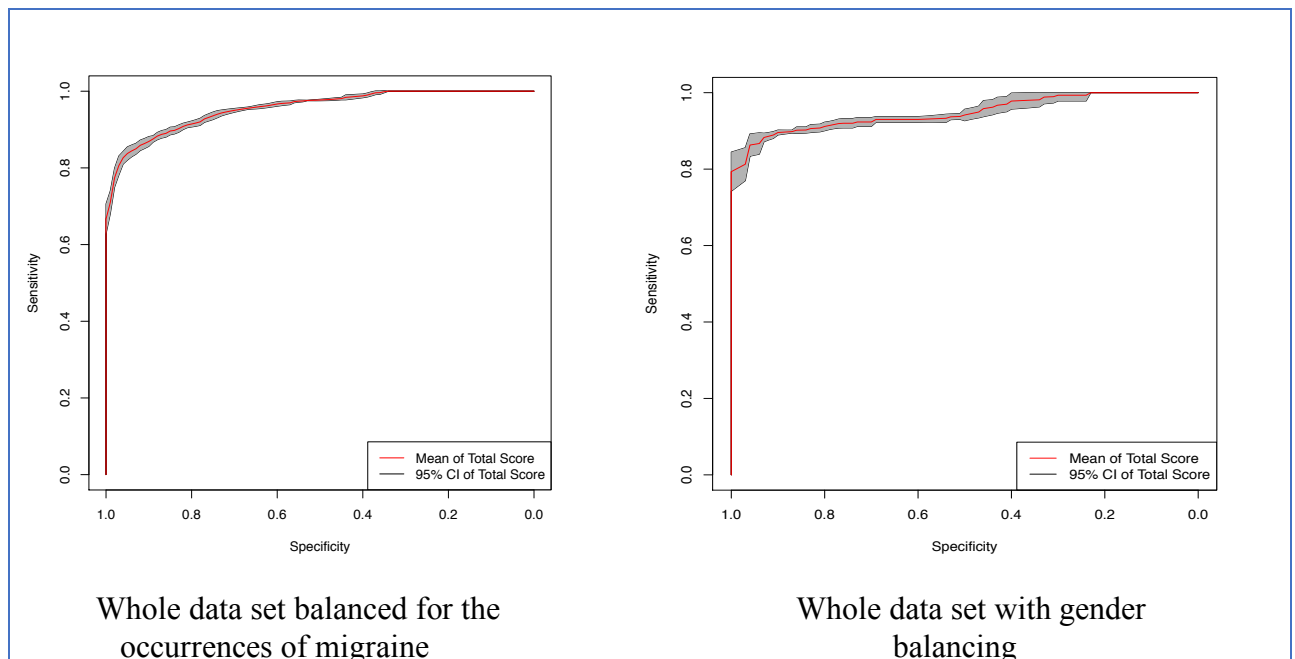 1.0
0.8
0.6
0.4
0.2
0.0
Sensitivity
Mean of Total Score
95% CI of Total Score
1.0 0.8 0.6 0.4 0.2 0.0
Specificity
Whole data set balanced for the
occurrences of migraine
1.0
0.8
0.6
0.4
0.2
0.0
Sensitivity
Mean of Total Score
95% CI of Total Score
1.0 0.8 0.6 0.4 0.2 0.0
Specificity
Whole data set with gender
balancing